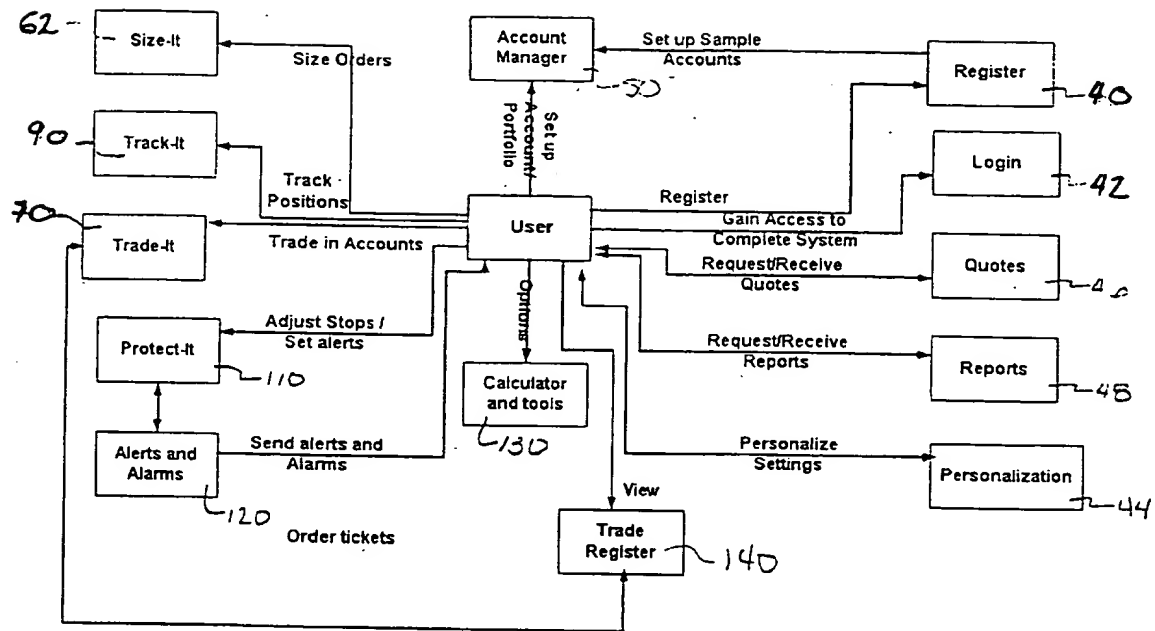 62
Size-It
Size Orders
Account
Manager
Set up Sample
Accounts
Register
40
90
Track-It
Track
Positions
Set up
Account/
Portfolio
Login
42
70
Trade-It
Trade in Accounts
User
Register
Gain Access to
Complete System
Request/Receive
Quotes
Quotes
Adjust Stops /
Set alerts
Protect-It
110
Options
Calculator
and tools
130
Request/Receive
Reports
Reports
48
Alerts and
Alarms
120
Send alerts and
Alarms
Personalize
Settings
Personalization
44
View
Order tickets
Trade
Register
140